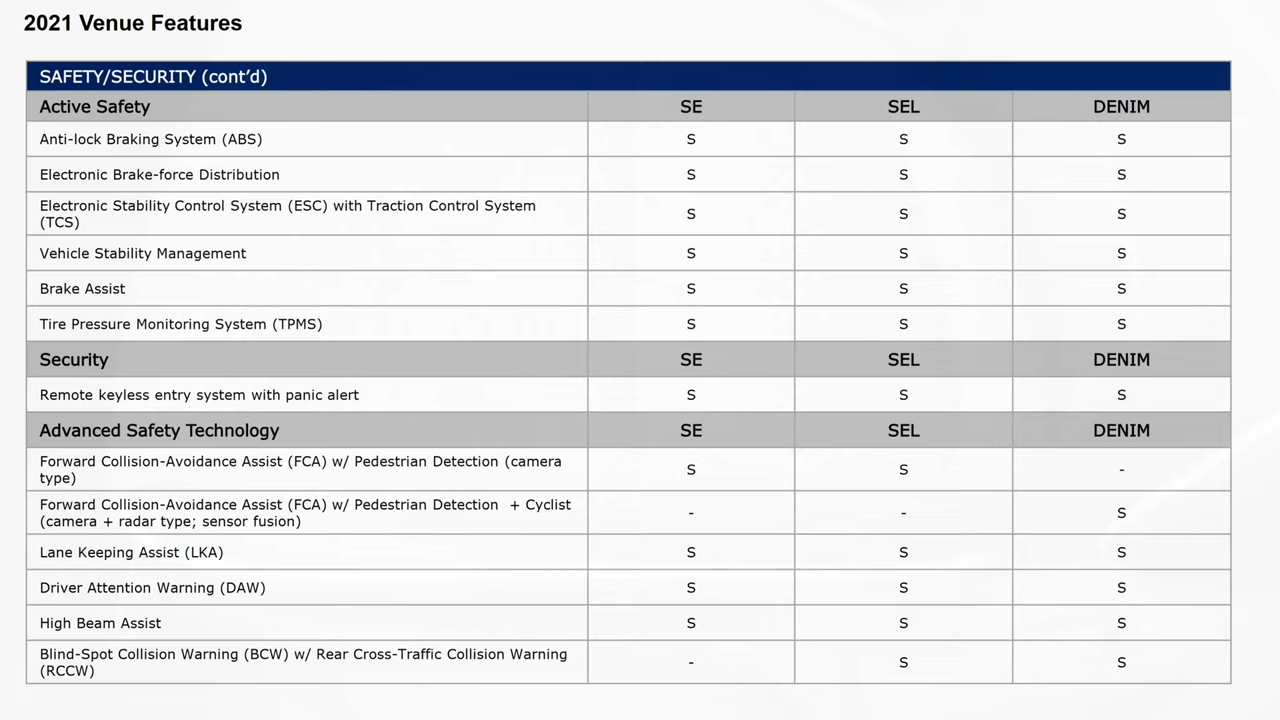 2021 Venue Features
SAFETY/SECURITY (cont’d)
Active Safety SE SEL DENIM
Anti-lock Braking System (ABS) S S S
Electronic Brake-force Distribution S S S
Electronic Stability Control System (ESC) with Traction Control System
(TCS) S S S
Vehicle Stability Management S S S
Brake Assist S S S
Tire Pressure Monitoring System (TPMS) S S S
Security SE SEL DENIM
Remote keyless entry system with panic alert S S S
Advanced Safety Technology SE SEL DENIM
Forward Collision-Avoidance Assist (FCA) w/ Pedestrian Detection (camera
type) S S -
Forward Collision-Avoidance Assist (FCA) w/ Pedestrian Detection + Cyclist
(camera + radar type; sensor fusion) - - S
Lane Keeping Assist (LKA) S S S
Driver Attention Warning (DAW) S S S
High Beam Assist S S S
Blind-Spot Collision Warning (BCW) w/ Rear Cross-Traffic Collision Warning
(RCCW) - S S